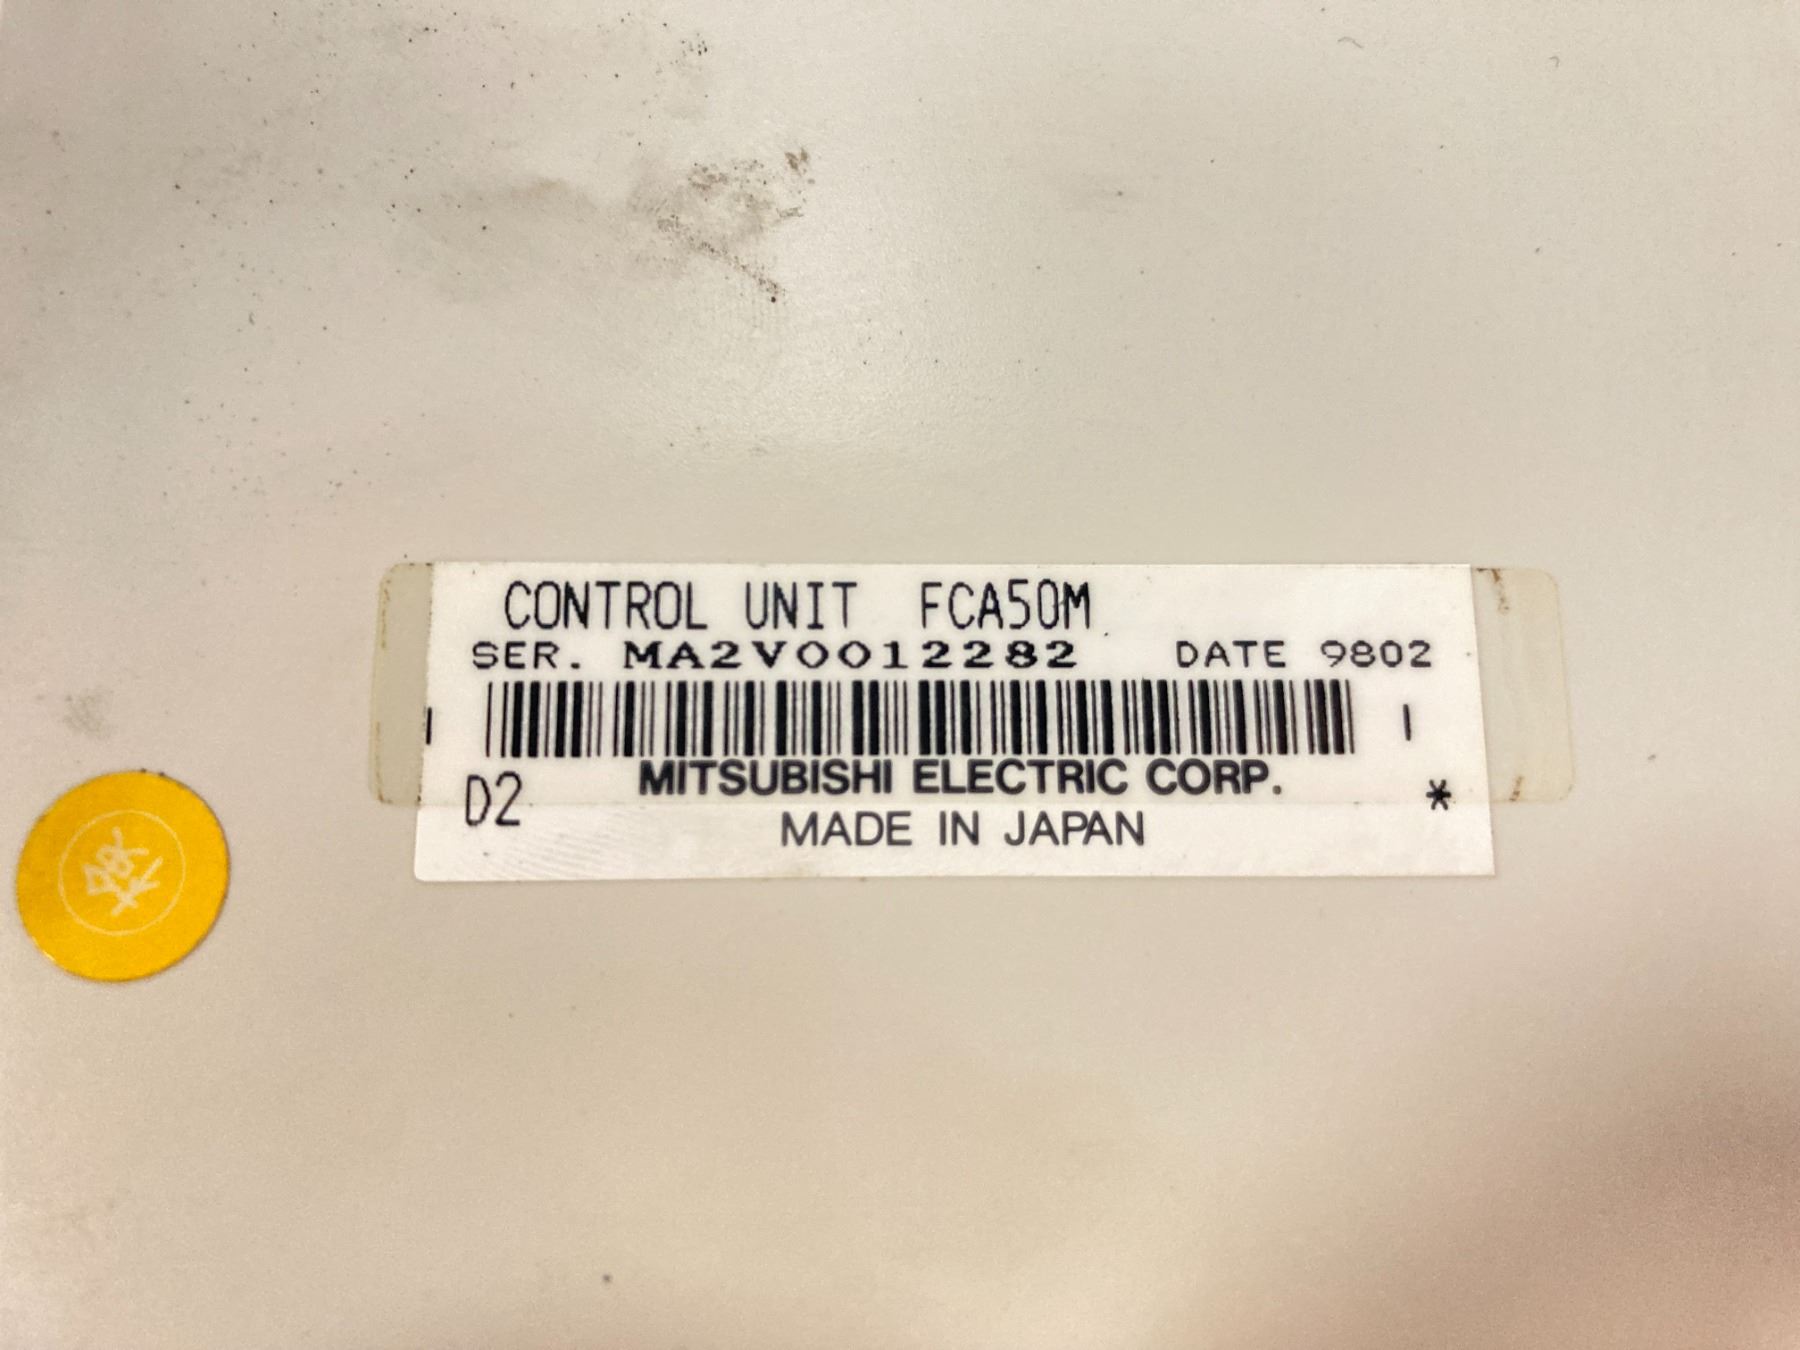 CONTROL UNIT FCA50M
SER. MA2V0012282 DATE 9802
MITSUBISHI ELECTRIC CORP.
D2 *
MADE IN JAPAN